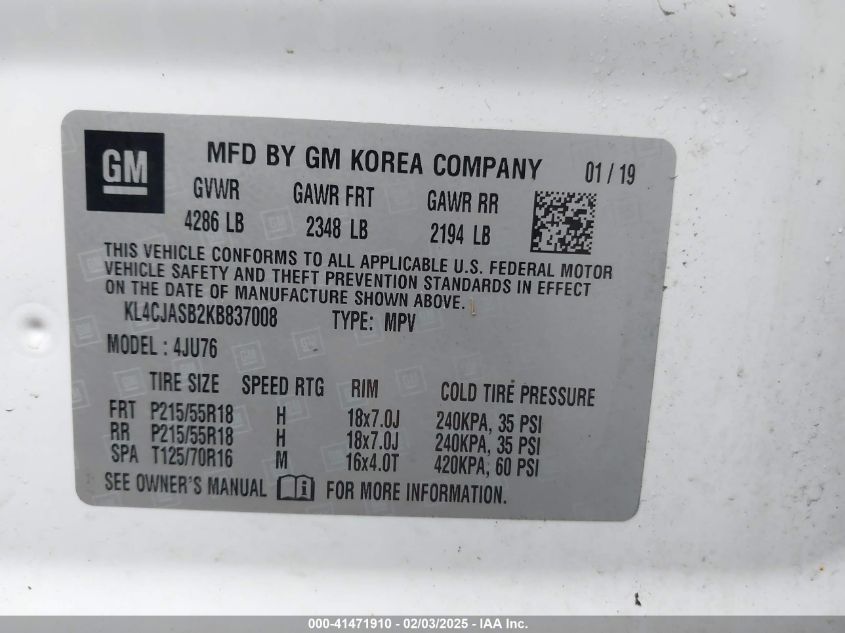 GM
MFD BY GM KOREA COMPANY 01 / 19
GVWR GAWR FRT GAWR RR
4286 LB 2348 LB 2194 LB
THIS VEHICLE CONFORMS TO ALL APPLICABLE U.S. FEDERAL MOTOR
VEHICLE SAFETY AND THEFT PREVENTION STANDARDS IN EFFECT
ON THE DATE OF MANUFACTURE SHOWN ABOVE.
KL4CJASB2KB837008 TYPE: MPV
MODEL : 4JU76
TIRE SIZE SPEED RTG RIM COLD TIRE PRESSURE
FRT P215/55R18 H 18x7.0J 240KPA, 35 PSI
RR P215/55R18 H 18x7.0J 240KPA, 35 PSI
SPA T125/70R16 M 16x4.0T 420KPA, 60 PSI
SEE OWNER'S MANUAL i FOR MORE INFORMATION.
000-41471910 - 02/03/2025 - IAA Inc.